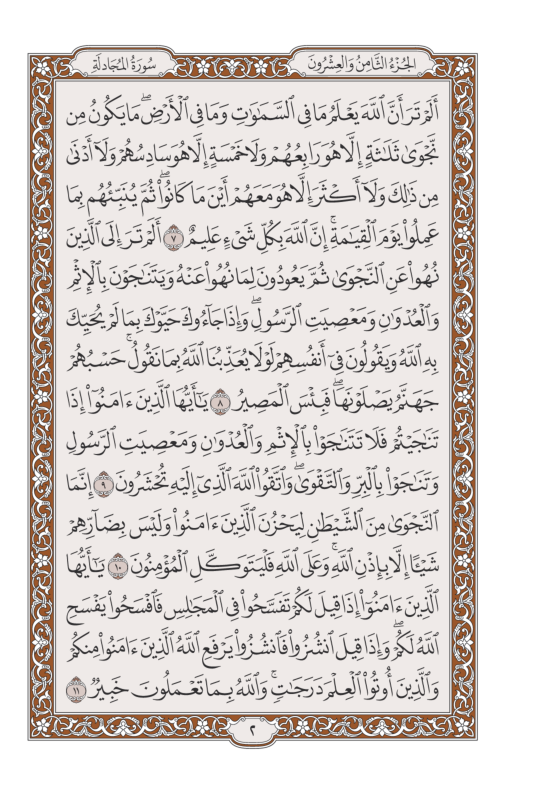 الجُزْءُ الثَّامِنُ وَالعِشْرُونَ سُورَةُ المُجَادلَةِ
أَلَمْ تَرَ أَنَّ ٱللَّهَ يَعْلَمُ مَا فِي ٱلسَّمَٰوَٰتِ وَمَا فِي ٱلْأَرْضِۖ مَا يَكُونُ مِن
نَّجْوَىٰ ثَلَٰثَةٍ إِلَّا هُوَ رَابِعُهُمْ وَلَا خَمْسَةٍ إِلَّا هُوَ سَادِسُهُمْ وَلَآ أَدْنَىٰ
مِن ذَٰلِكَ وَلَآ أَكْثَرَ إِلَّا هُوَ مَعَهُمْ أَيْنَ مَا كَانُوا۟ۖ ثُمَّ يُنَبِّئُهُم بِمَا
عَمِلُوا۟ يَوْمَ ٱلْقِيَٰمَةِۚ إِنَّ ٱللَّهَ بِكُلِّ شَيْءٍ عَلِيمٌ ٧ أَلَمْ تَرَ إِلَى ٱلَّذِينَ
نُهُوا۟ عَنِ ٱلنَّجْوَىٰ ثُمَّ يَعُودُونَ لِمَا نُهُوا۟ عَنْهُ وَيَتَنَٰجَوْنَ بِٱلْإِثْمِ
وَٱلْعُدْوَٰنِ وَمَعْصِيَتِ ٱلرَّسُولِۖ وَإِذَا جَآءُوكَ حَيَّوْكَ بِمَا لَمْ يُحَيِّكَ
بِهِ ٱللَّهُ وَيَقُولُونَ فِيٓ أَنفُسِهِمْ لَوْلَا يُعَذِّبُنَا ٱللَّهُ بِمَا نَقُولُۚ حَسْبُهُمْ
جَهَنَّمُ يَصْلَوْنَهَاۖ فَبِئْسَ ٱلْمَصِيرُ ٨ يَٰٓأَيُّهَا ٱلَّذِينَ ءَامَنُوٓا۟ إِذَا
تَنَٰجَيْتُمْ فَلَا تَتَنَٰجَوْا۟ بِٱلْإِثْمِ وَٱلْعُدْوَٰنِ وَمَعْصِيَتِ ٱلرَّسُولِ
وَتَنَٰجَوْا۟ بِٱلْبِرِّ وَٱلتَّقْوَىٰۖ وَٱتَّقُوا۟ ٱللَّهَ ٱلَّذِيٓ إِلَيْهِ تُحْشَرُونَ ٩ إِنَّمَا
ٱلنَّجْوَىٰ مِنَ ٱلشَّيْطَٰنِ لِيَحْزُنَ ٱلَّذِينَ ءَامَنُوا۟ وَلَيْسَ بِضَآرِّهِمْ
شَيْـًٔا إِلَّا بِإِذْنِ ٱللَّهِۚ وَعَلَى ٱللَّهِ فَلْيَتَوَكَّلِ ٱلْمُؤْمِنُونَ ١٠ يَٰٓأَيُّهَا
ٱلَّذِينَ ءَامَنُوٓا۟ إِذَا قِيلَ لَكُمْ تَفَسَّحُوا۟ فِي ٱلْمَجَٰلِسِ فَٱفْسَحُوا۟ يَفْسَحِ
ٱللَّهُ لَكُمْۖ وَإِذَا قِيلَ ٱنشُزُوا۟ فَٱنشُزُوا۟ يَرْفَعِ ٱللَّهُ ٱلَّذِينَ ءَامَنُوا۟ مِنكُمْ
وَٱلَّذِينَ أُوتُوا۟ ٱلْعِلْمَ دَرَجَٰتٍۚ وَٱللَّهُ بِمَا تَعْمَلُونَ خَبِيرٌ ١١
٢